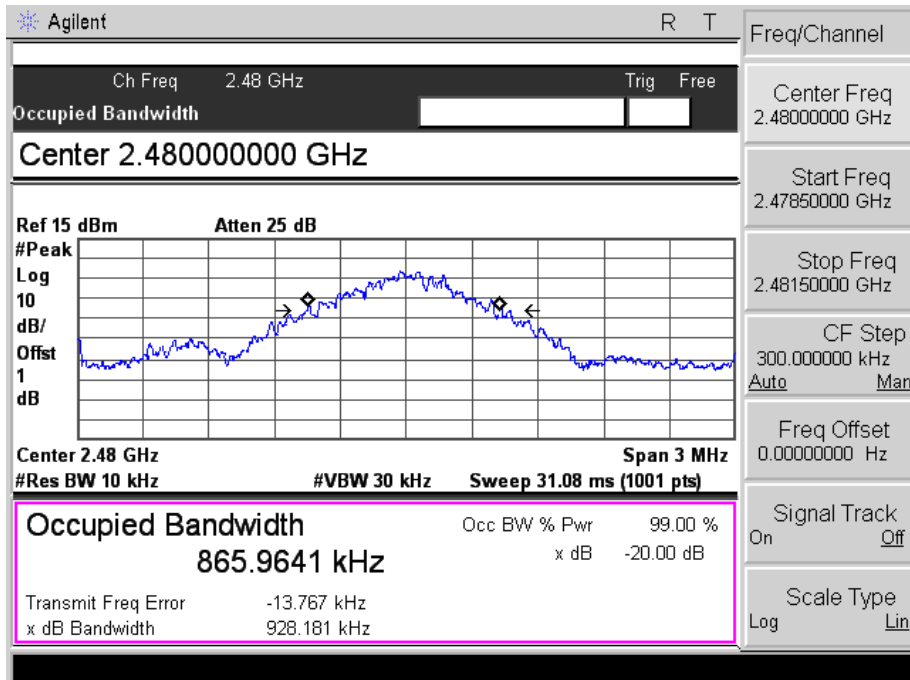 Agilent R T
Ch Freq 2.48 GHz Trig Free
Occupied Bandwidth
Center 2.480000000 GHz
Ref 15 dBm Atten 25 dB
#Peak
Log
10
dB/
Offst
1
dB
Center 2.48 GHz Span 3 MHz
#Res BW 10 kHz #VBW 30 kHz Sweep 31.08 ms (1001 pts)
Occupied Bandwidth Occ BW % Pwr 99.00 %
865.9641 kHz x dB -20.00 dB
Transmit Freq Error -13.767 kHz
x dB Bandwidth 928.181 kHz
Freq/Channel
Center Freq
2.48000000 GHz
Start Freq
2.47850000 GHz
Stop Freq
2.48150000 GHz
CF Step
300.000000 kHz
Auto Man
Freq Offset
0.00000000 Hz
Signal Track
On Off
Scale Type
Log Lin